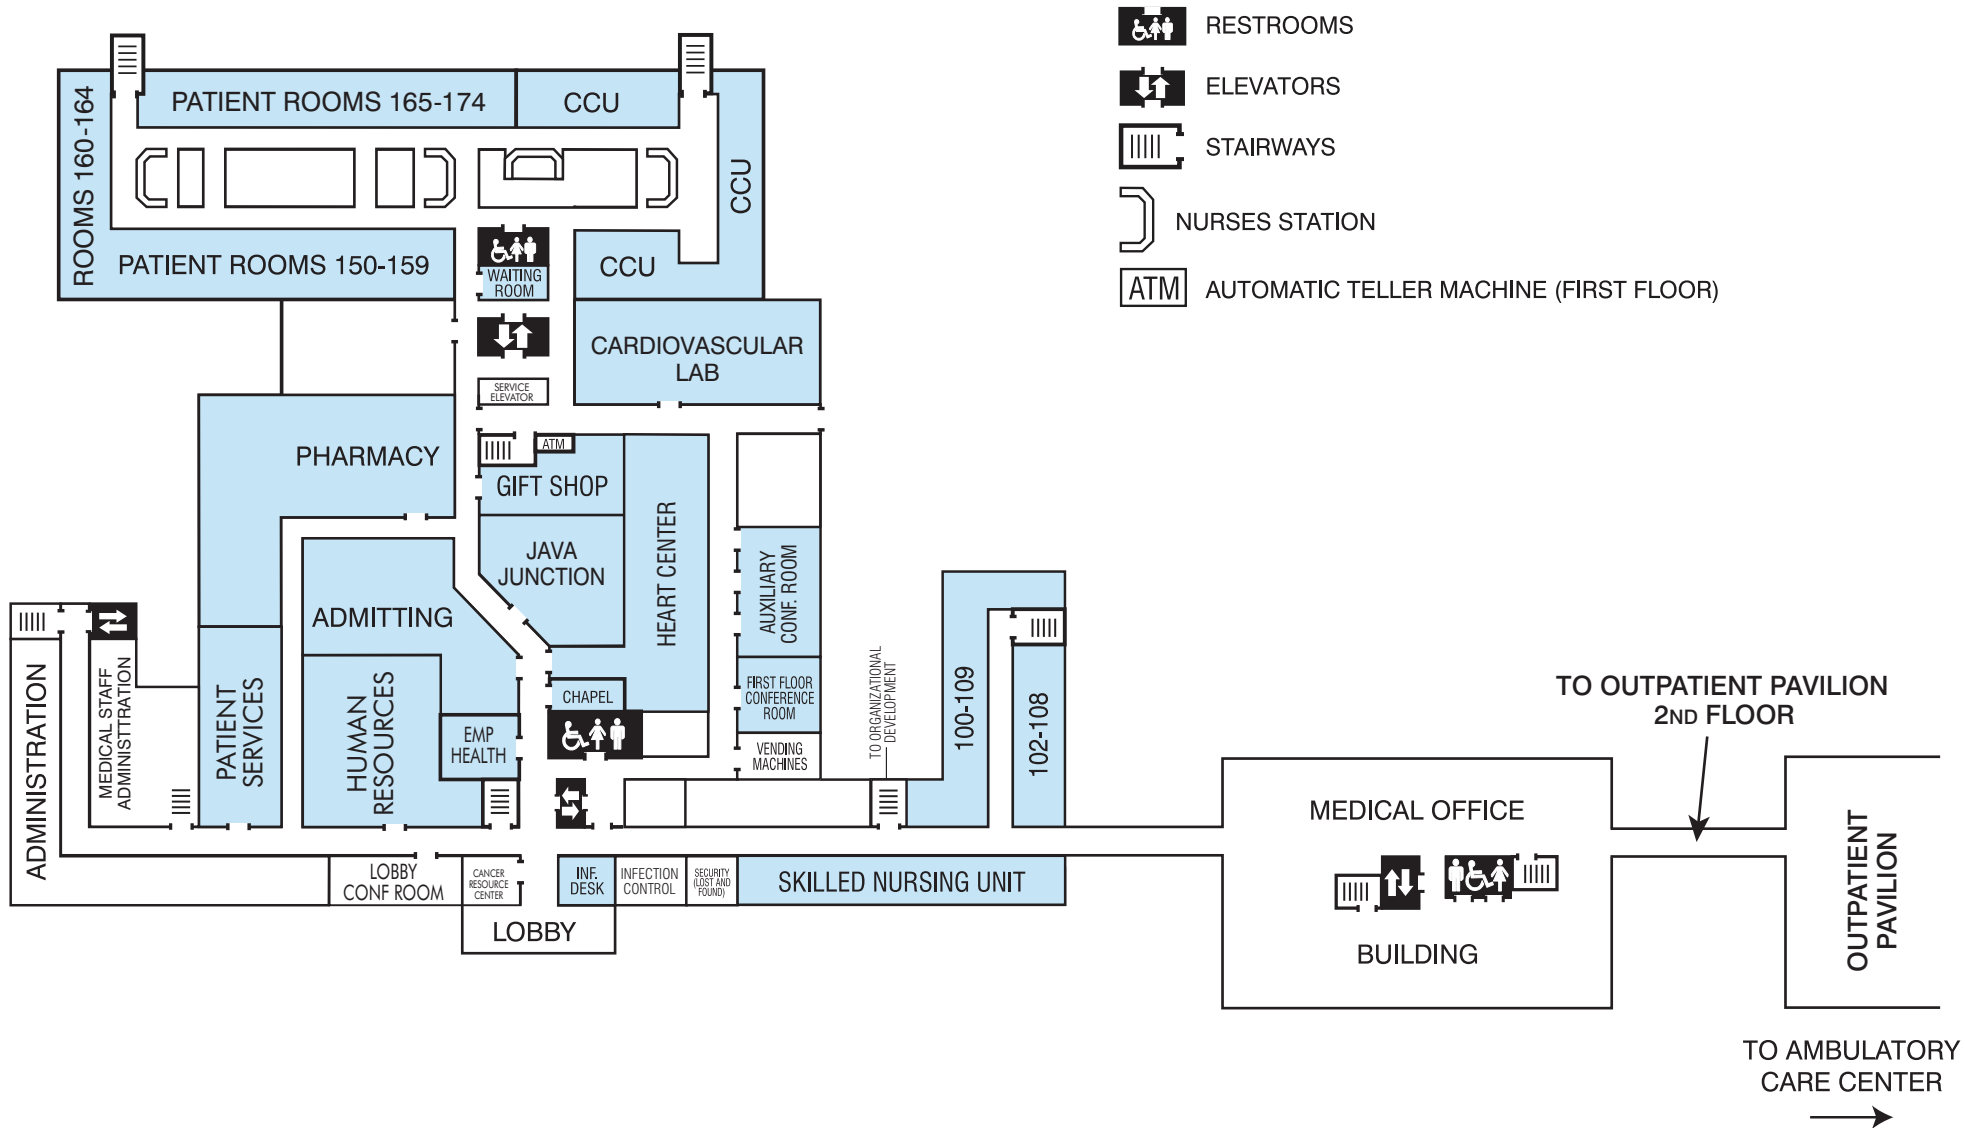 RESTROOMS
ELEVATORS
STAIRWAYS
NURSES STATION
ATM
AUTOMATIC TELLER MACHINE (FIRST FLOOR)
PATIENT ROOMS 165-174
CCU
ROOMS 160-164
CCU
PATIENT ROOMS 150-159
WAITING
ROOM
CCU
CARDIOVASCULAR
LAB
SERVICE
ELEVATOR
PHARMACY
ATM
GIFT SHOP
JAVA
JUNCTION
HEART CENTER
AUXILIARY
CONF. ROOM
ADMITTING
ADMINISTRATION
MEDICAL STAFF
ADMINISTTRATION
PATIENT
SERVICES
HUMAN
RESOURCES
EMP
HEALTH
CHAPEL
FIRST FLOOR
CONFERENCE
ROOM
VENDING
MACHINES
TO ORGANIZATIONAL
DEVELOPMENT
100-109
102-108
LOBBY
CONF ROOM
CANCER
RESOURCE
CENTER
INF.
DESK
INFECTION
CONTROL
SECURITY
(LOST AND
FOUND)
SKILLED NURSING UNIT
LOBBY
TO OUTPATIENT PAVILION
2ND FLOOR
MEDICAL OFFICE
BUILDING
OUTPATIENT
PAVILION
TO AMBULATORY
CARE CENTER